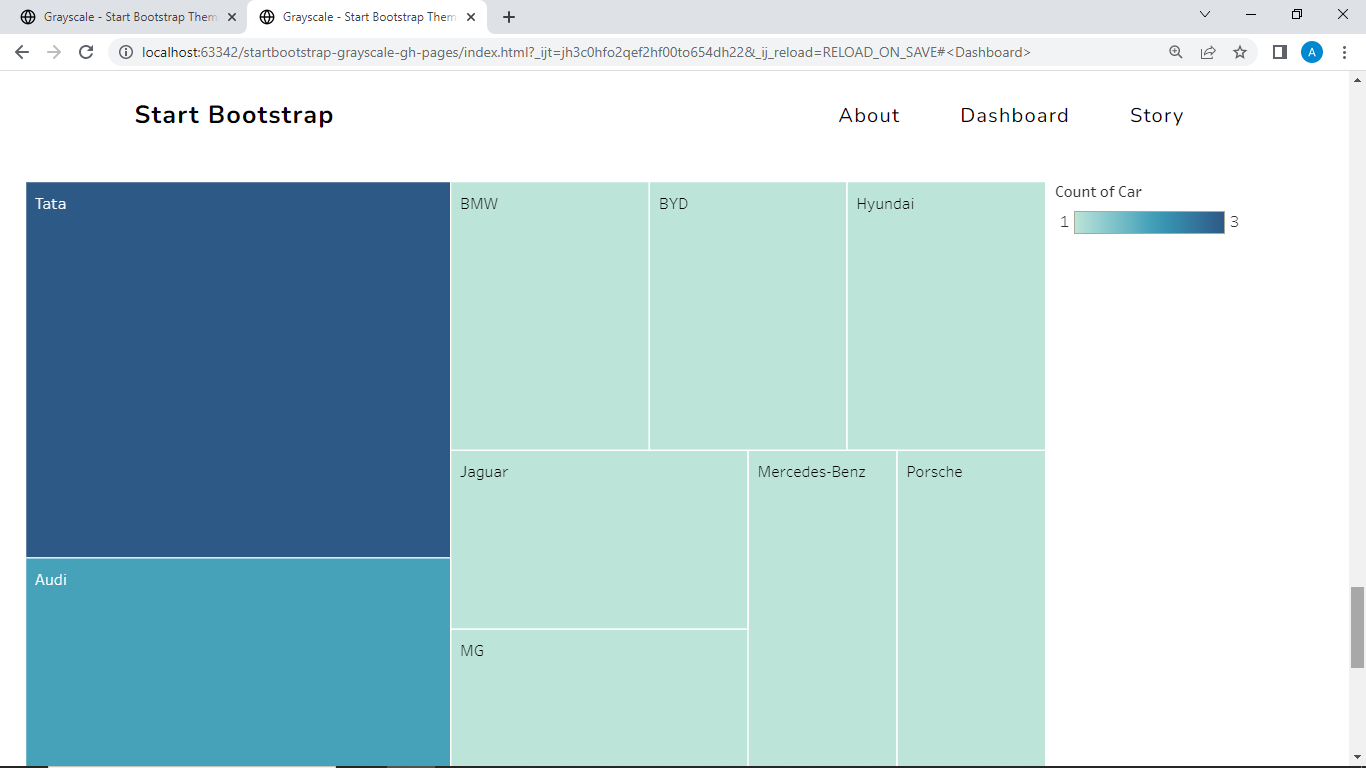 Grayscale - Start Bootstrap Them
Grayscale - Start Bootstrap Them
localhost:63342/startbootstrap-grayscale-gh-pages/index.html?_ijt=jh3c0hfo2qef2hf00to654dh22&_ij_reload=RELOAD_ON_SAVE#<Dashboard>
A
Start Bootstrap
About
Dashboard
Story
Tata
BMW
BYD
Hyundai
Count of Car
1
3
Jaguar
Mercedes-Benz
Porsche
Audi
MG